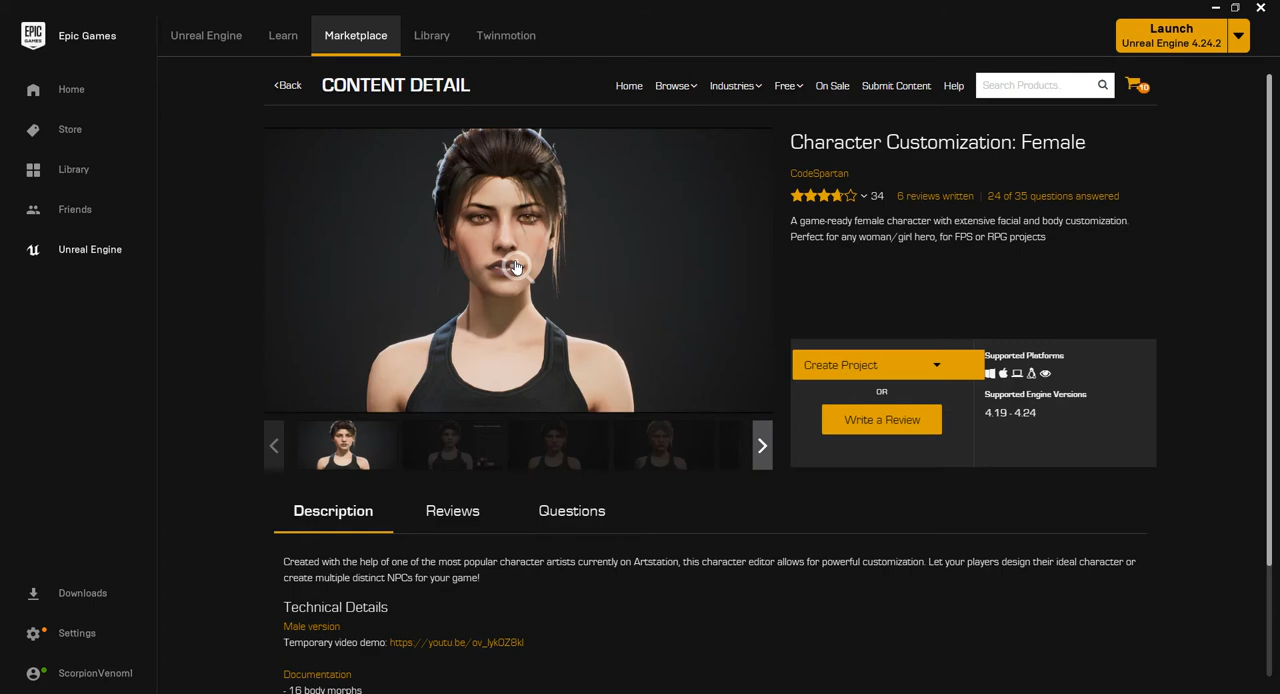 EPIC GAMES
Epic Games
Unreal Engine
Learn
Marketplace
Library
Twinmotion
Launch
Unreal Engine 4.24.2
Home
Store
Library
Friends
Unreal Engine
Downloads
Settings
ScorpionVenom1
<Back
CONTENT DETAIL
Home
Browse
Industries
Free
On Sale
Submit Content
Help
Search Products..
10
Character Customization: Female
CodeSpartan
34
6 reviews written
24 of 35 questions answered
A game-ready female character with extensive facial and body customization.
Perfect for any woman/girl hero, for FPS or RPG projects
Create Project
OR
Write a Review
Supported Platforms
Supported Engine Versions
4.19 - 4.24
Description
Reviews
Questions
Created with the help of one of the most popular character artists currently on Artstation, this character editor allows for powerful customization. Let your players design their ideal character or
create multiple distinct NPCs for your game!
Technical Details
Male version
Temporary video demo: https://youtu.be/ov_lykOZ8kI
Documentation
- 16 body morphs